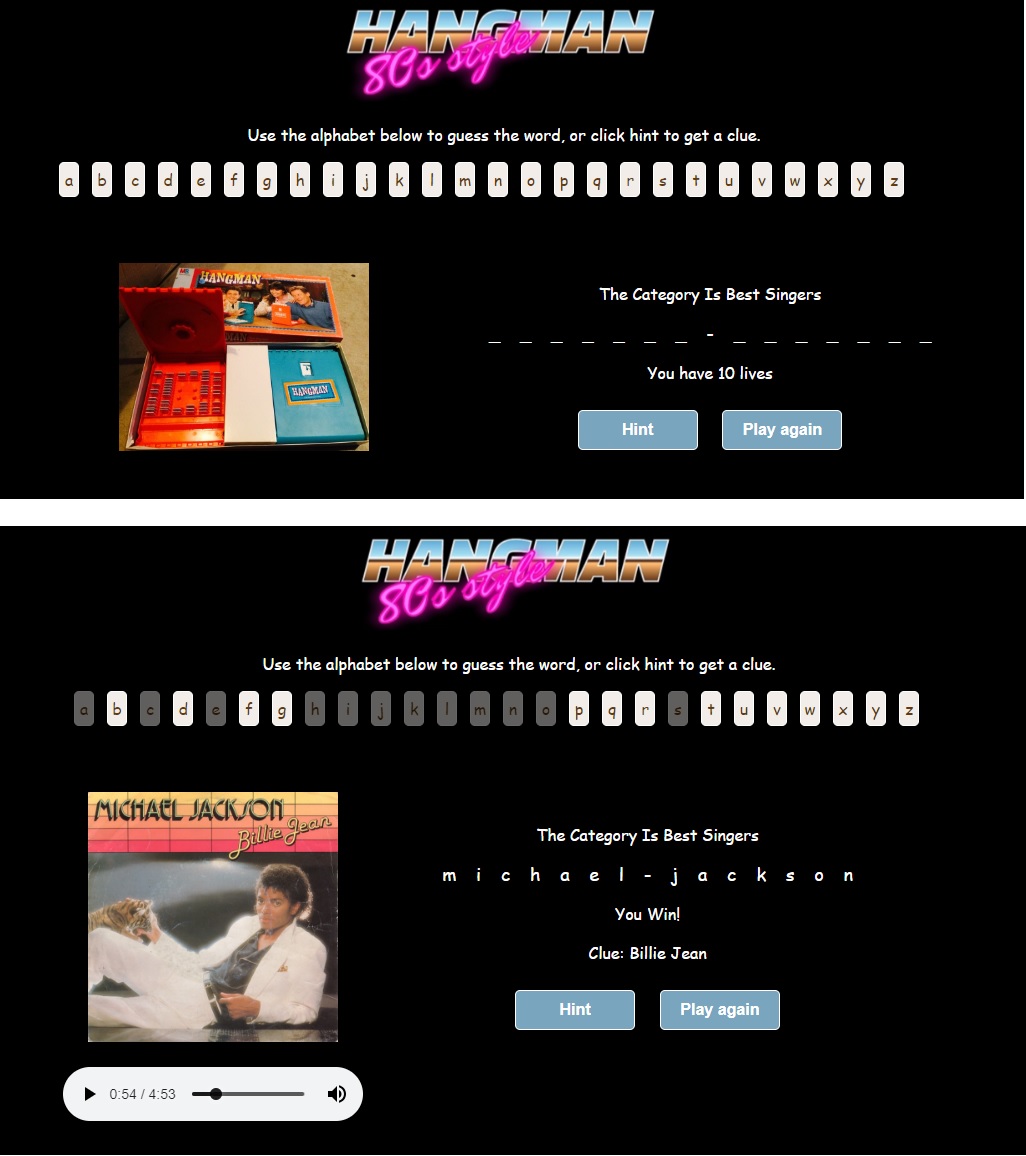 HANGMAN
80s style
Use the alphabet below to guess the word, or click hint to get a clue.
a b c d e f g h i j k l m n o p q r s t u v w x y z
HANGMAN
HANGMAN
The Category Is Best Singers
_ _ _ _ _ _ _ - _ _ _ _ _ _ _
You have 10 lives
Hint Play again
HANGMAN
80s style
Use the alphabet below to guess the word, or click hint to get a clue.
a b c d e f g h i j k l m n o p q r s t u v w x y z
MICHAEL JACKSON
Billie Jean
The Category Is Best Singers
m i c h a e l - j a c k s o n
You Win!
Clue: Billie Jean
Hint Play again
0:54 / 4:53